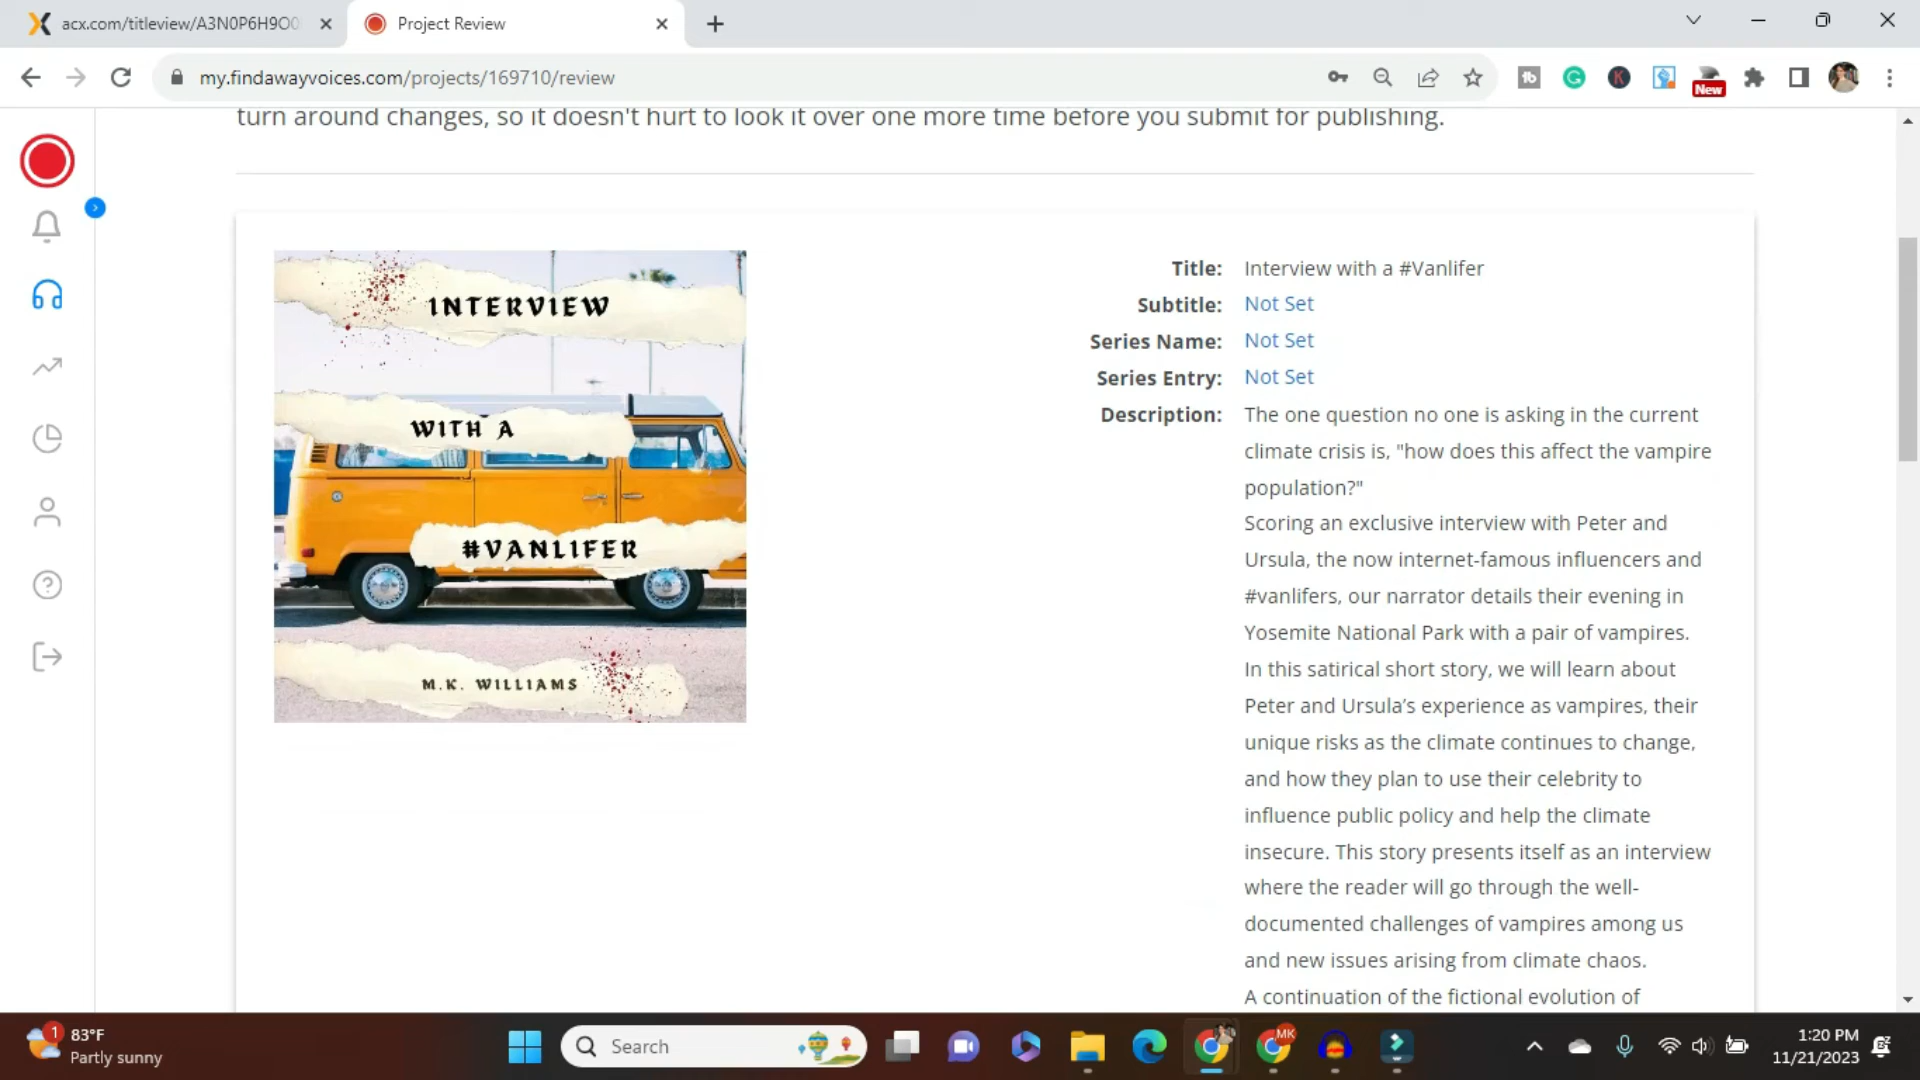 acx.com/titleview/A3N0P6H9O0
Project Review
my.findawayvoices.com/projects/169710/review
New
turn around changes, so it doesn't hurt to look it over one more time before you submit for publishing.
INTERVIEW
WITH A
#VANLIFER
M.K. WILLIAMS
Title: Interview with a #Vanlifer
Subtitle: Not Set
Series Name: Not Set
Series Entry: Not Set
Description: The one question no one is asking in the current
climate crisis is, "how does this affect the vampire
population?"
Scoring an exclusive interview with Peter and
Ursula, the now internet-famous influencers and
#vanlifers, our narrator details their evening in
Yosemite National Park with a pair of vampires.
In this satirical short story, we will learn about
Peter and Ursula’s experience as vampires, their
unique risks as the climate continues to change,
and how they plan to use their celebrity to
influence public policy and help the climate
insecure. This story presents itself as an interview
where the reader will go through the well-
documented challenges of vampires among us
and new issues arising from climate chaos.
A continuation of the fictional evolution of
1
83°F
Partly sunny
Search
MK
1:20 PM
11/21/2023